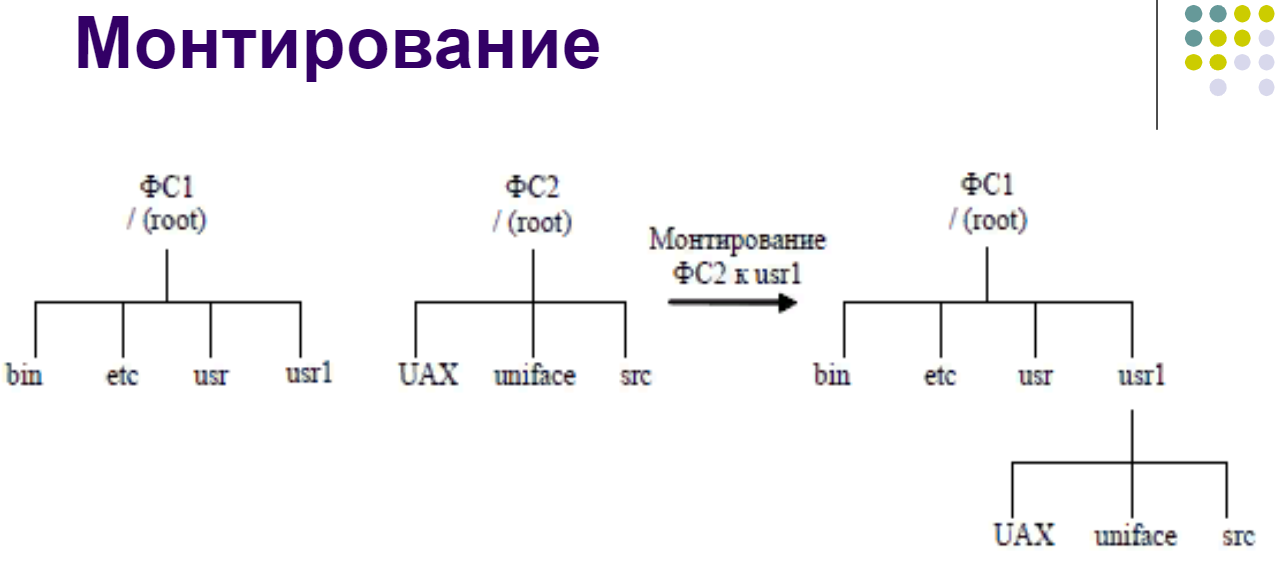 Монтирование
ФС1
/ (root)
bin etc usr usr1
ФС2
/ (root)
UAX uniface src
Монтирование
ФС2 к usr1
ФС1
/ (root)
bin etc usr usr1
UAX uniface src